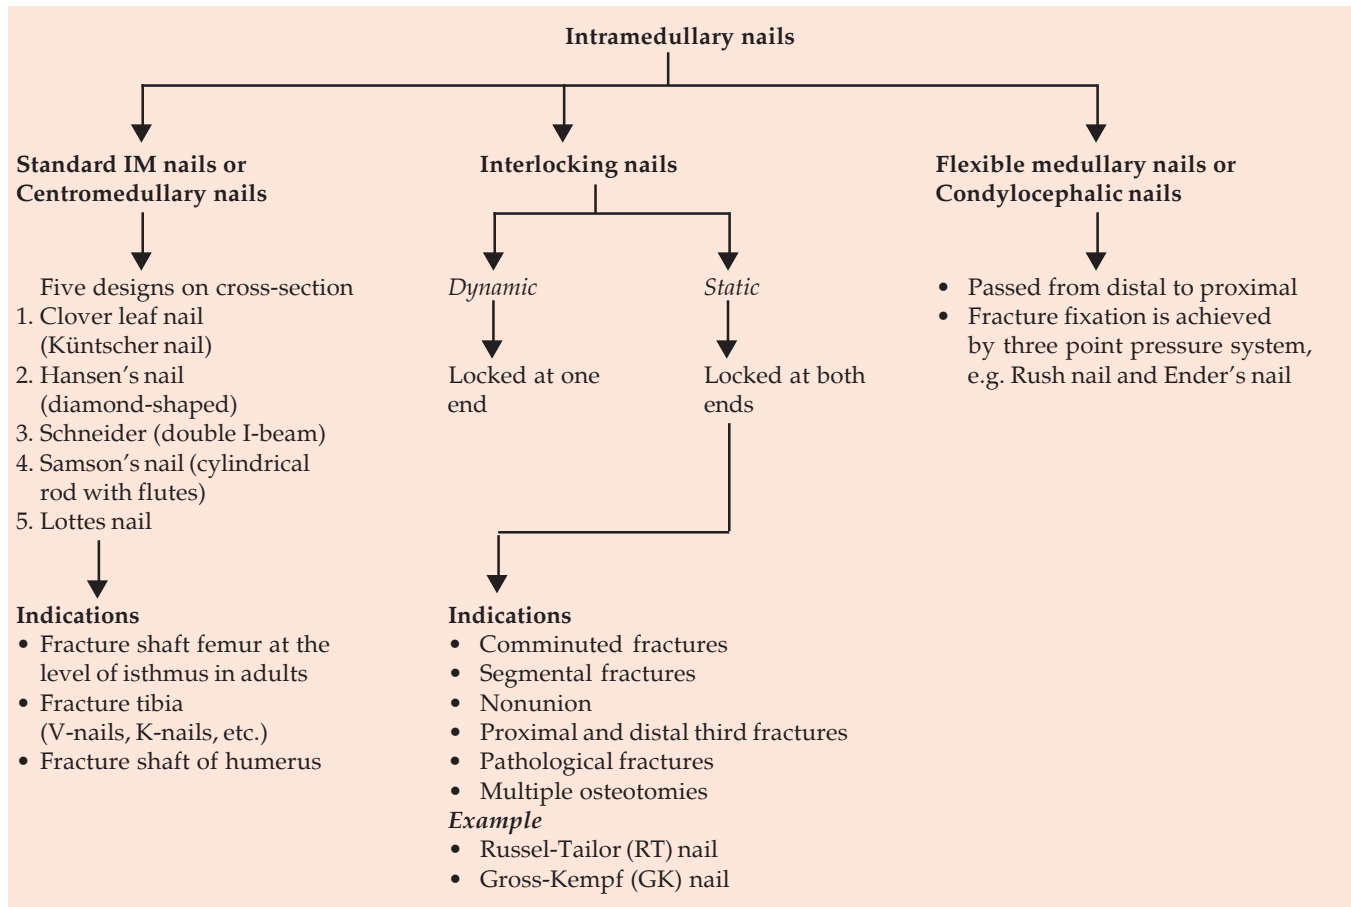 Intramedullary nails
Standard IM nails or
Centromedullary nails
Five designs on cross-section
1. Clover leaf nail
(Küntscher nail)
2. Hansen's nail
(diamond-shaped)
3. Schneider (double I-beam)
4. Samson's nail (cylindrical
rod with flutes)
5. Lottes nail
Indications
• Fracture shaft femur at the
level of isthmus in adults
• Fracture tibia
(V-nails, K-nails, etc.)
• Fracture shaft of humerus
Interlocking nails
Dynamic
Locked at one
end
Static
Locked at both
ends
Indications
• Comminuted fractures
• Segmental fractures
• Nonunion
• Proximal and distal third fractures
• Pathological fractures
• Multiple osteotomies
Example
• Russel-Tailor (RT) nail
• Gross-Kempf (GK) nail
Flexible medullary nails or
Condylocephalic nails
• Passed from distal to proximal
• Fracture fixation is achieved
by three point pressure system,
e.g. Rush nail and Ender's nail